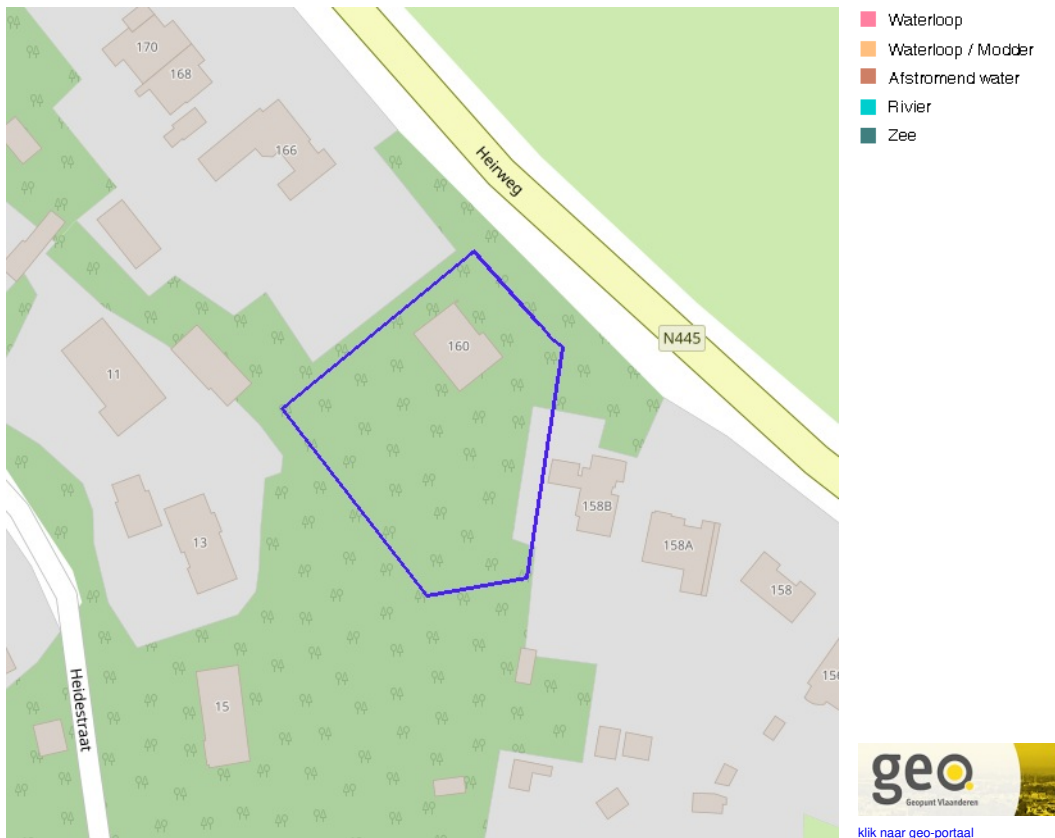 170
168
166
Heirweg
N445
160
11
13
158B
158A
158
15
Heidestraat
Waterloop
Waterloop / Modder
Afstromend water
Rivier
Zee
geo.
Geopunt Vlaanderen
klik naar geo-portaal